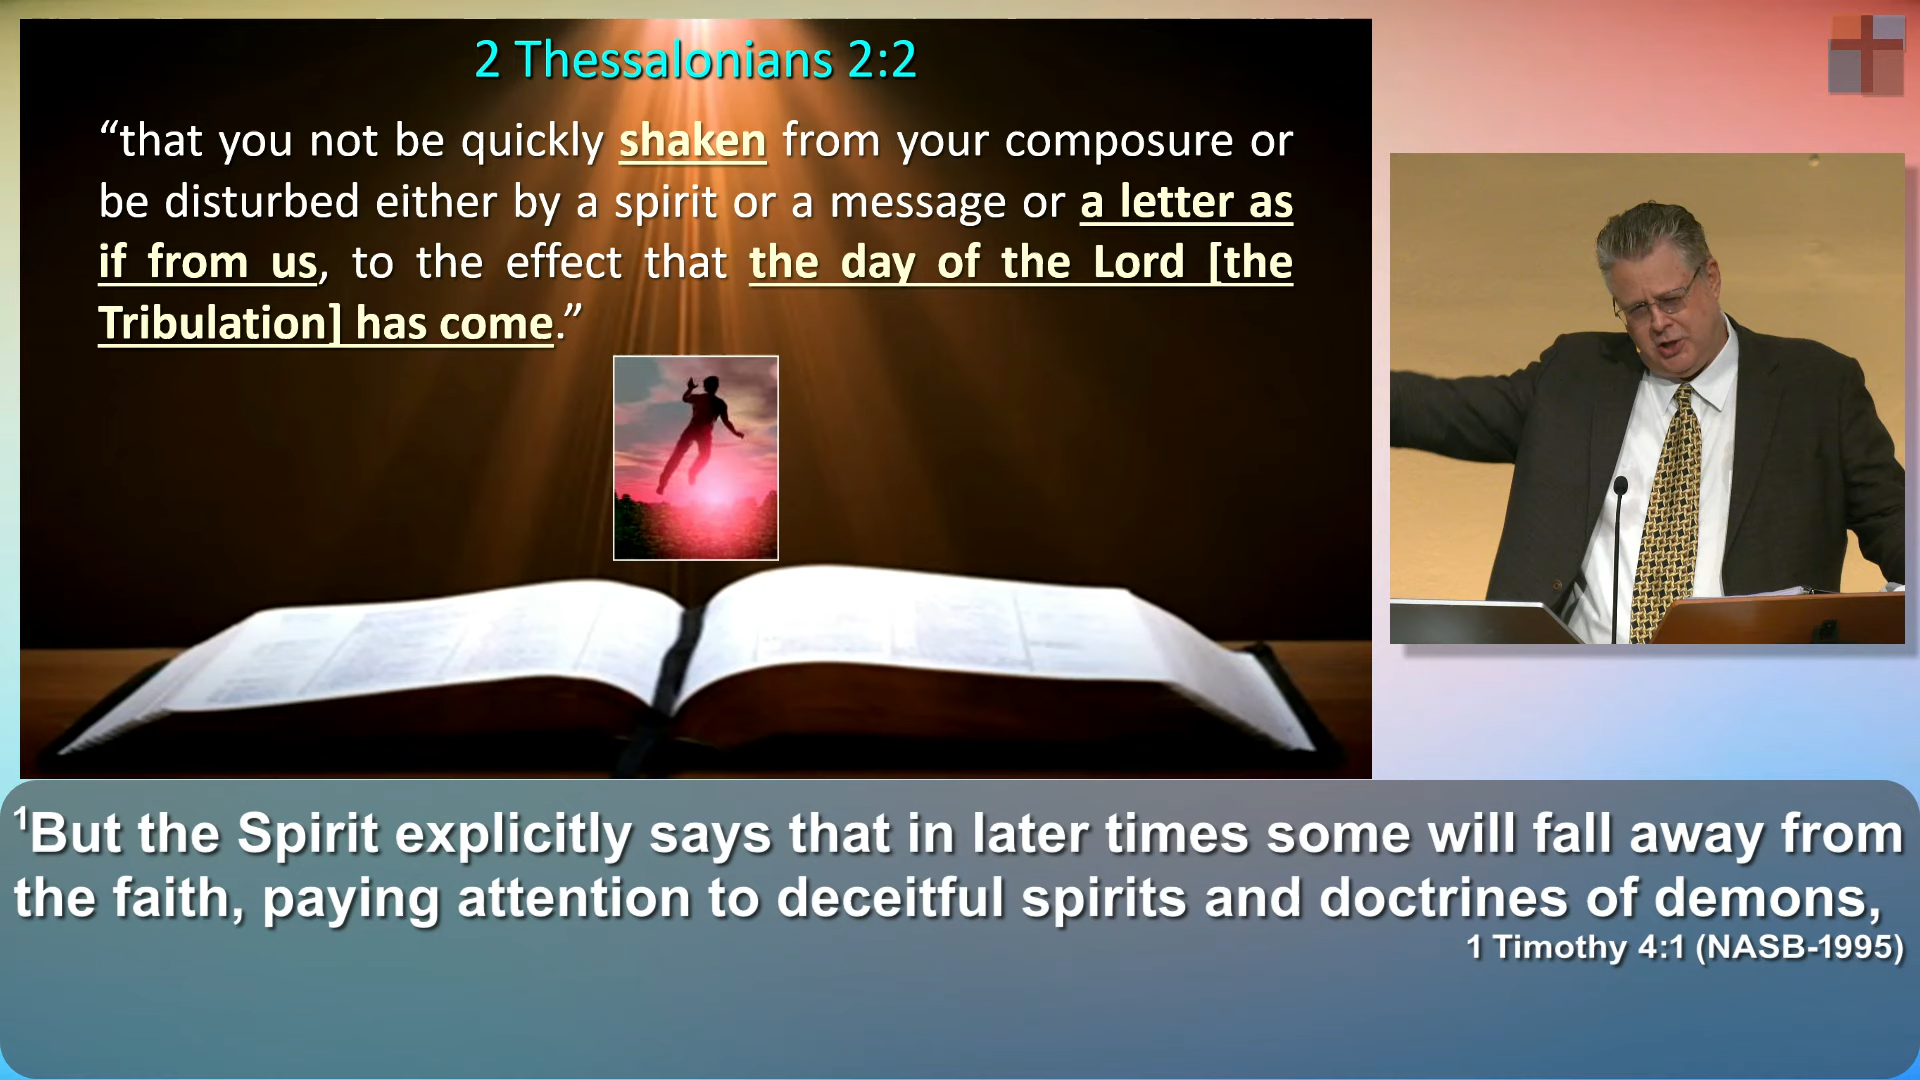 2 Thessalonians 2:2
“that you not be quickly shaken from your composure or
be disturbed either by a spirit or a message or a letter as
if from us, to the effect that the day of the Lord [the
Tribulation] has come.”
1But the Spirit explicitly says that in later times some will fall away from
the faith, paying attention to deceitful spirits and doctrines of demons,
1 Timothy 4:1 (NASB-1995)